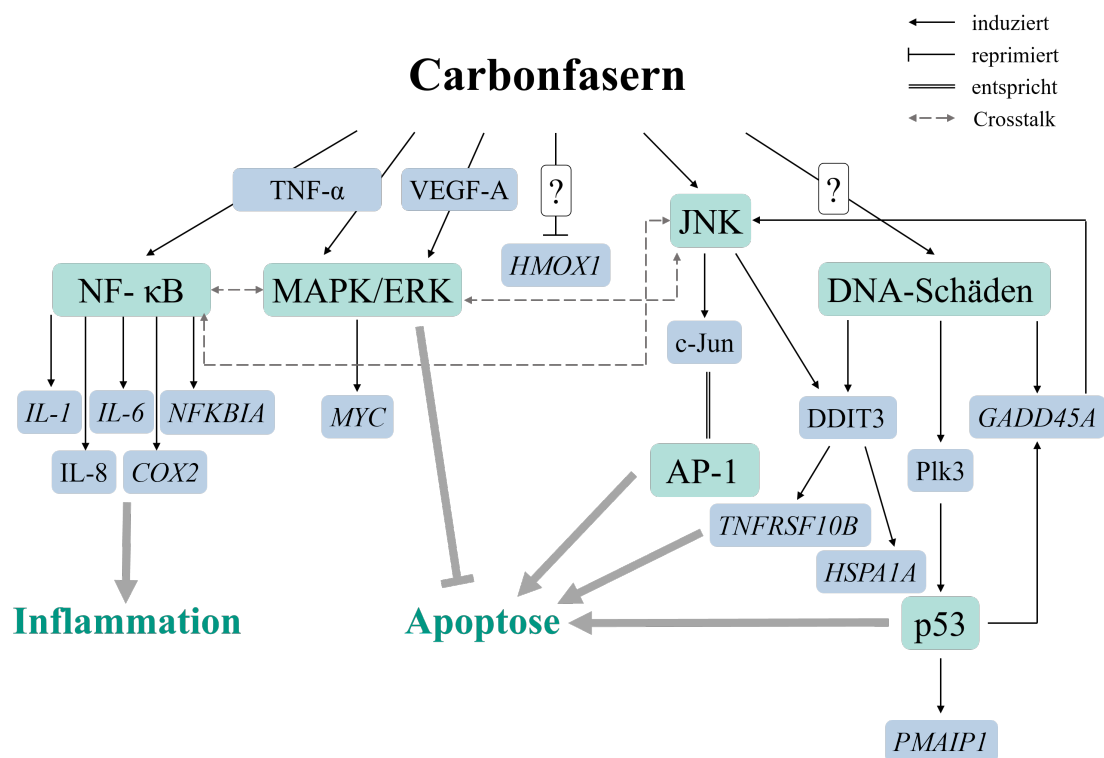 induziert
reprimiert
entspricht
Crosstalk
Carbonfasern
TNF-α
VEGF-A
?
?
JNK
HMOX1
NF- κB
MAPK/ERK
DNA-Schäden
c-Jun
IL-1
IL-6
NFKBIA
MYC
DDIT3
GADD45A
IL-8
COX2
AP-1
Plk3
TNFRSF10B
HSPA1A
Inflammation
Apoptose
p53
PMAIP1